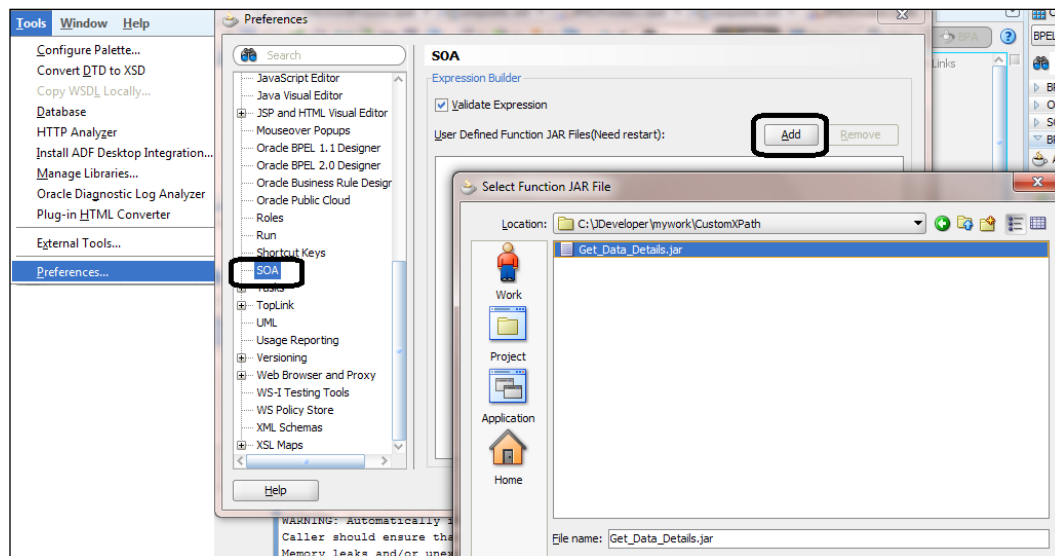 Tools Window Help
Configure Palette...
Convert DTD to XSD
Copy WSDL Locally...
Database
HTTP Analyzer
Install ADF Desktop Integration...
Manage Libraries...
Oracle Diagnostic Log Analyzer
Plug-in HTML Converter
External Tools...
Preferences...
Preferences
Search
JavaScript Editor
Java Visual Editor
JSP and HTML Visual Editor
Mouseover Popups
Oracle BPEL 1.1 Designer
Oracle BPEL 2.0 Designer
Oracle Business Rule Desigr
Oracle Public Cloud
Roles
Run
Shortcut Keys
SOA
Tasks
TopLink
UML
Usage Reporting
Versioning
Web Browser and Proxy
WS-I Testing Tools
WS Policy Store
XML Schemas
XSL Maps
Help
SOA
Expression Builder
Validate Expression
User Defined Function JAR Files(Need restart):
Add
Remove
Select Function JAR File
Location:
C:\JDeveloper\mywork\CustomXPath
Get_Data_Details.jar
Work
Project
Application
Home
File name:
Get_Data_Details.jar
WARNING: Automatically i
Caller should ensure tha
Memory leaks and/or unex
BPA
Links
BPEL